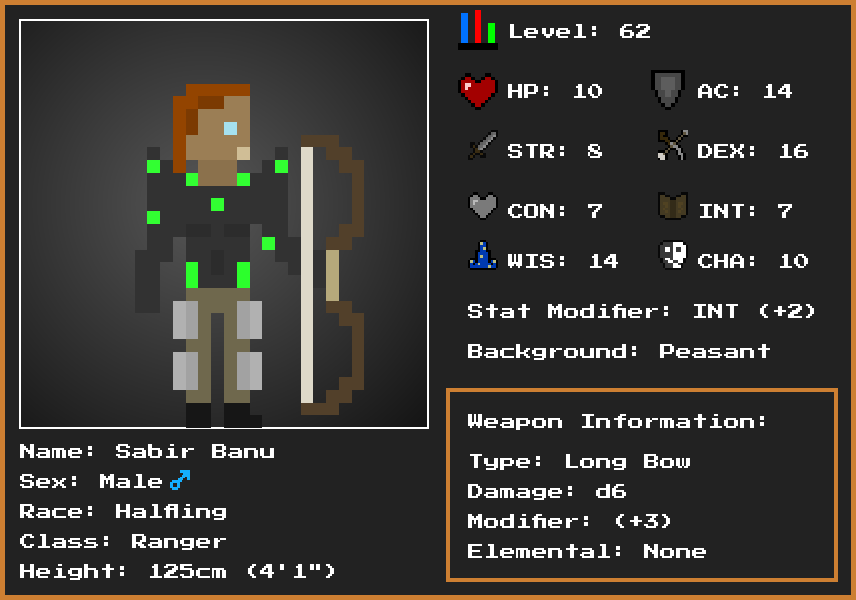 Level: 62
HP: 10
AC: 14
STR: 8
DEX: 16
CON: 7
INT: 7
WIS: 14
CHA: 10
Stat Modifier: INT (+2)
Background: Peasant
Weapon Information:
Type: Long Bow
Damage: d6
Modifier: (+3)
Elemental: None
Name: Sabir Banu
Sex: Male ♂
Race: Halfling
Class: Ranger
Height: 125cm (4'1")